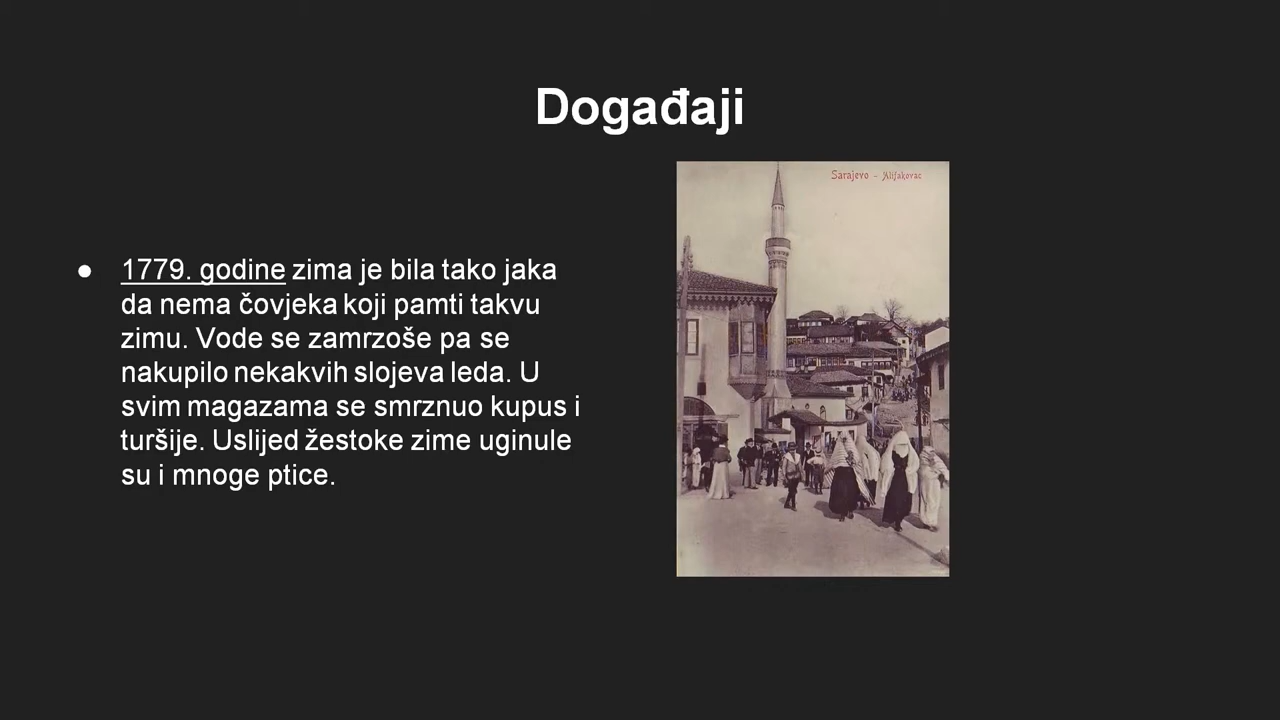 Događaji
Sarajevo – Alifakovac
● 1779. godine zima je bila tako jaka
da nema čovjeka koji pamti takvu
zimu. Vode se zamrzoše pa se
nakupilo nekakvih slojeva leda. U
svim magazama se smrznuo kupus i
turšije. Uslijed žestoke zime uginule
su i mnoge ptice.